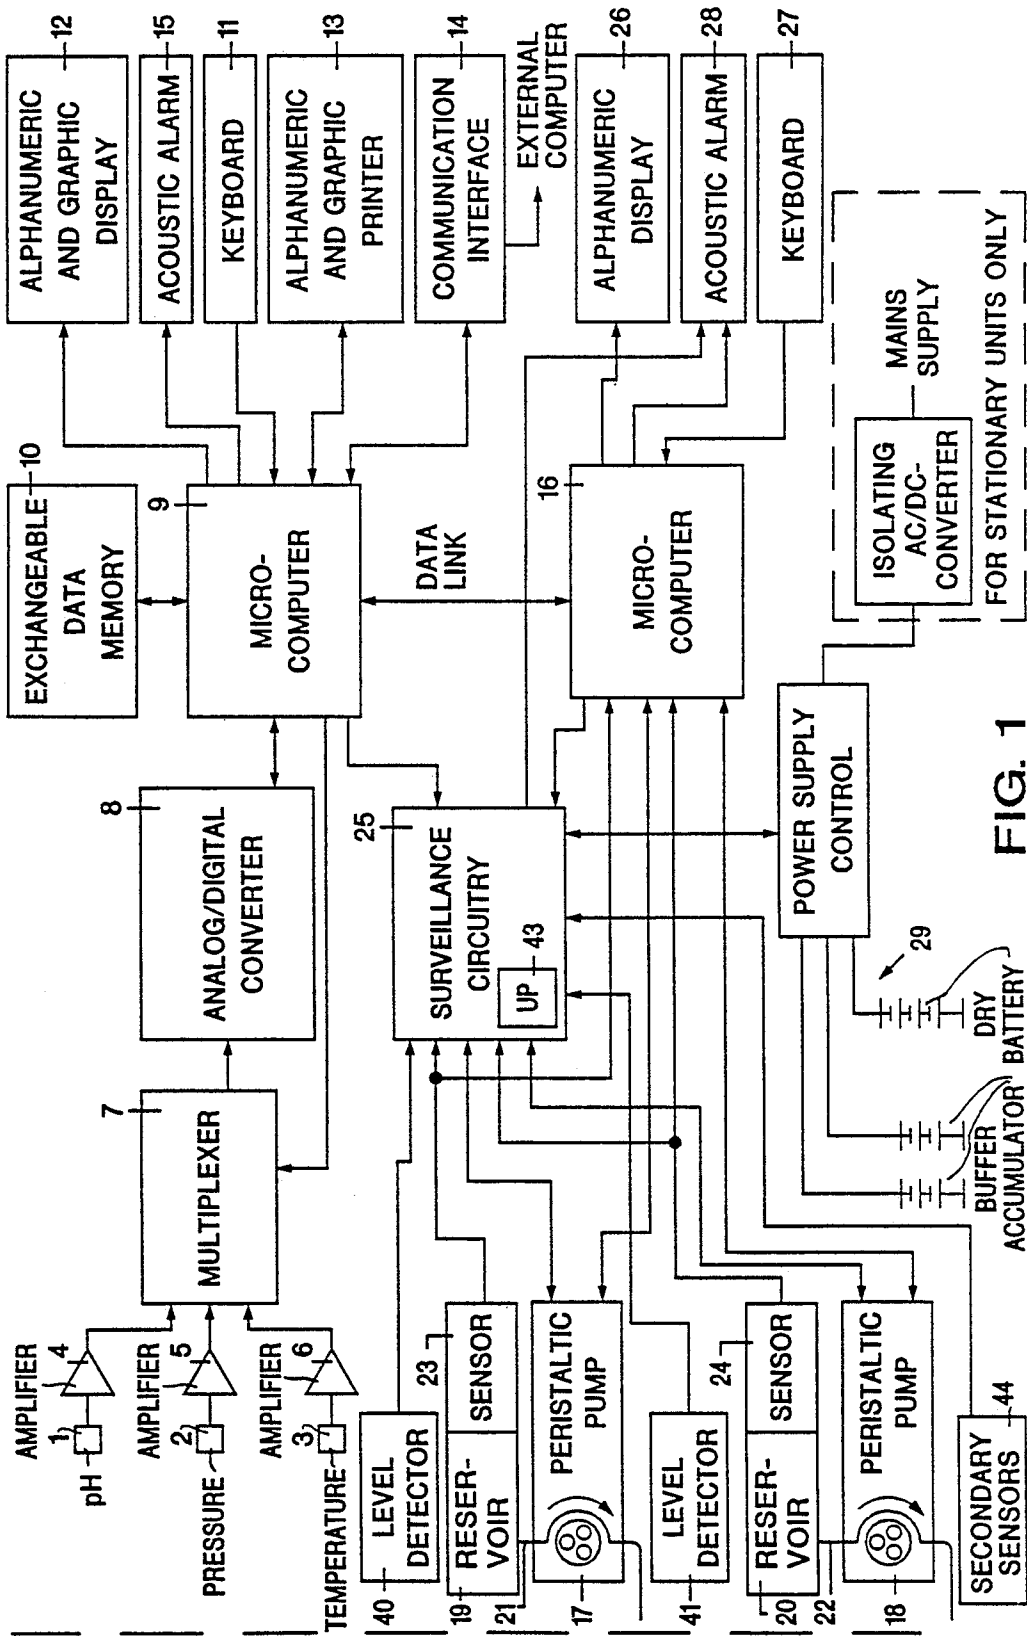 12
ALPHANUMERIC
AND GRAPHIC
DISPLAY
15
ACOUSTIC ALARM
11
KEYBOARD
13
ALPHANUMERIC
AND GRAPHIC
PRINTER
14
COMMUNICATION
INTERFACE
EXTERNAL
COMPUTER
26
ALPHANUMERIC
DISPLAY
28
ACOUSTIC ALARM
27
KEYBOARD
10
EXCHANGEABLE
DATA
MEMORY
9
MICRO-
COMPUTER
DATA
LINK
16
MICRO-
COMPUTER
MAINS
SUPPLY
ISOLATING
AC/DC-
CONVERTER
FOR STATIONARY UNITS ONLY
8
ANALOG/DIGITAL
CONVERTER
25
SURVEILLANCE
CIRCUITRY
43
UP
POWER SUPPLY
CONTROL
FIG. 1
7
MULTIPLEXER
29
DRY
BATTERY
BUFFER
ACCUMULATOR
AMPLIFIER
4
1
pH
AMPLIFIER
5
2
PRESSURE
AMPLIFIER
6
3
TEMPERATURE
LEVEL
DETECTOR
40
23
SENSOR
RESER-
VOIR
19
21
PERISTALTIC
PUMP
17
LEVEL
DETECTOR
41
24
SENSOR
RESER-
VOIR
20
22
PERISTALTIC
PUMP
18
SECONDARY
SENSORS
44